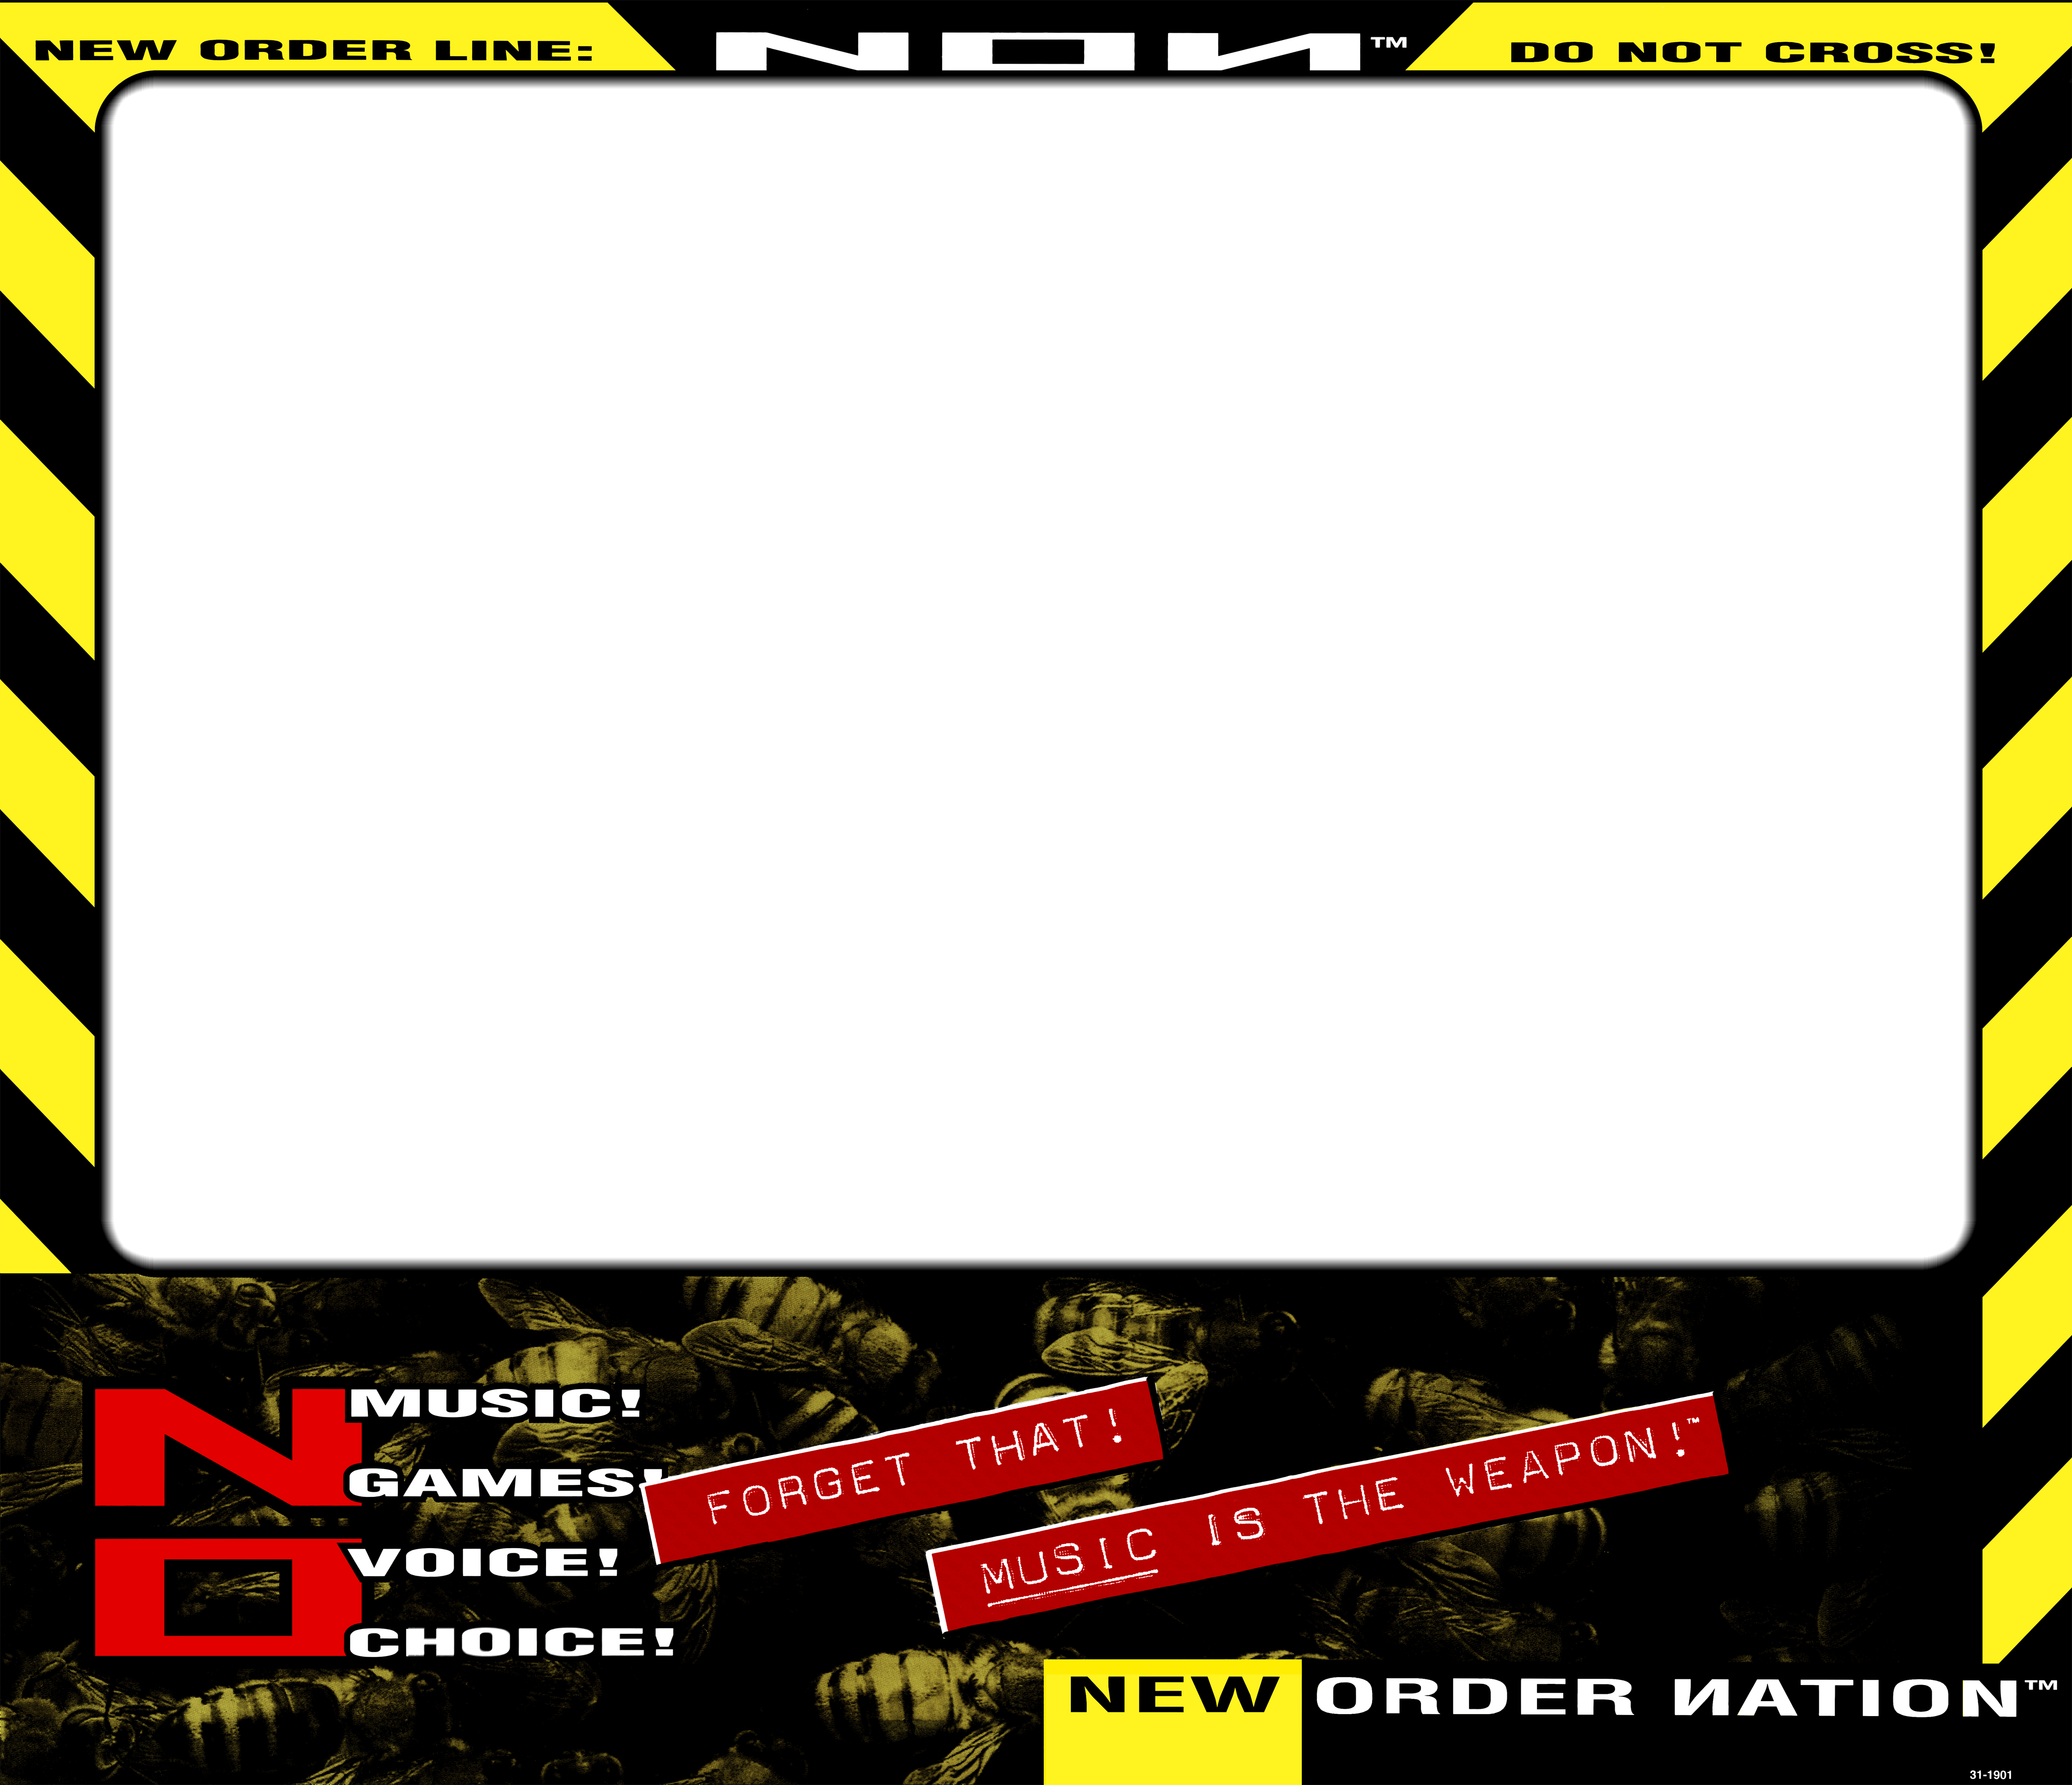 NEW ORDER LINE:
NOИ™
DO NOT CROSS!
NO
MUSIC!
GAMES!
VOICE!
CHOICE!
FORGET THAT!
MUSIC IS THE WEAPON!™
NEW ORDER ИATION™
31-1901